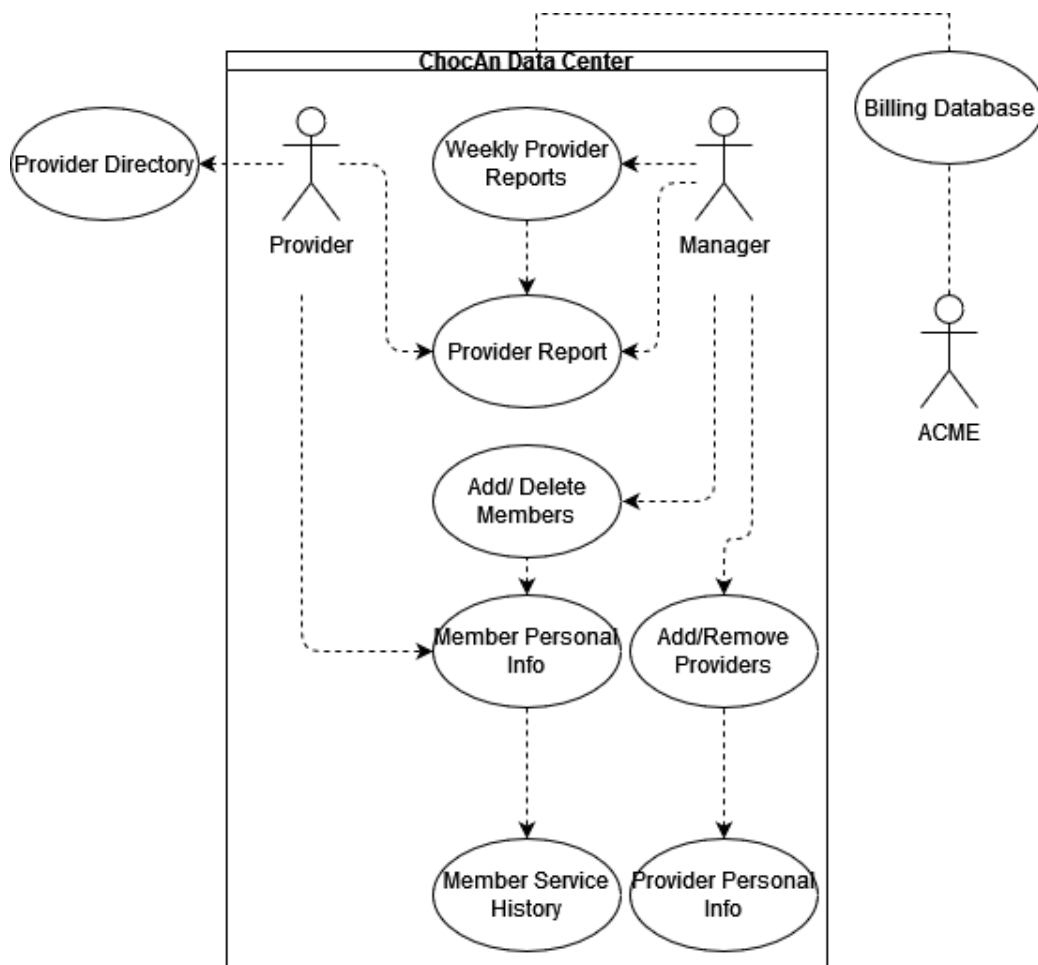 ChocAn Data Center
Billing Database
Provider Directory
Weekly Provider
Reports
Provider
Manager
Provider Report
ACME
Add/ Delete
Members
Member Personal
Info
Add/Remove
Providers
Member Service
History
Provider Personal
Info